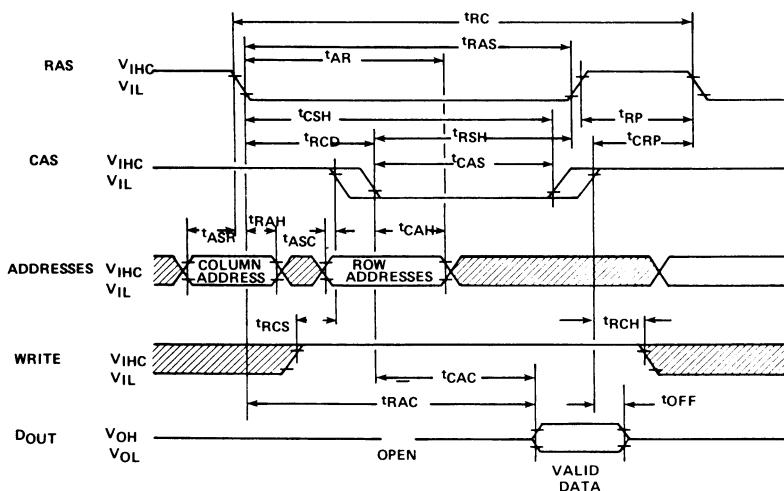 tRC
tRAS
tAR
RAS
VIHC
VIL
tCSH
tRP
tRCD
tRSH
tCRP
CAS
VIHC
VIL
tCAS
tASR
tRAH
tASC
tCAH
ADDRESSES
VIHC
VIL
COLUMN
ADDRESS
ROW
ADDRESSES
tRCS
tRCH
WRITE
VIHC
VIL
tCAC
tRAC
tOFF
DOUT
VOH
VOL
OPEN
VALID
DATA